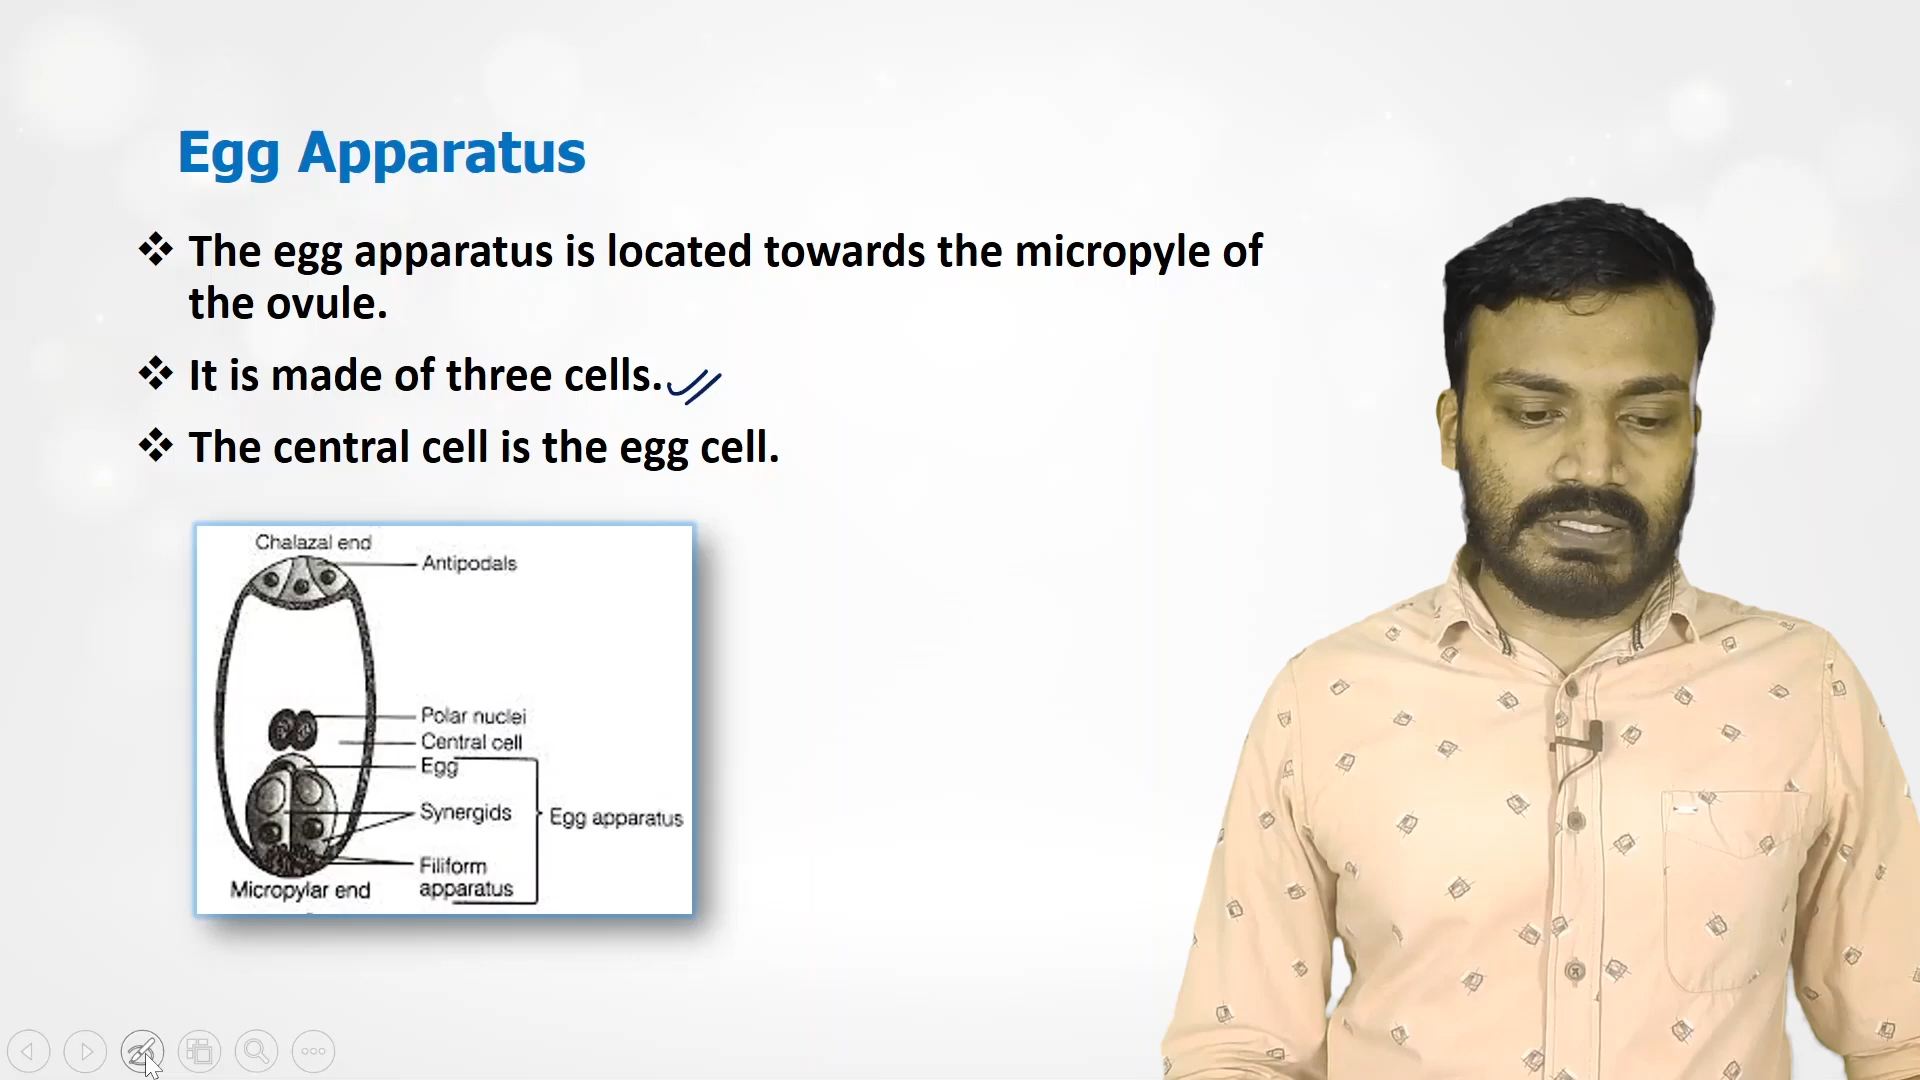 Egg Apparatus
❖ The egg apparatus is located towards the micropyle of
the ovule.
❖ It is made of three cells.
❖ The central cell is the egg cell.
Chalazal end
Antipodals
Polar nuclei
Central cell
Egg
Synergids
Egg apparatus
Filiform
apparatus
Micropylar end